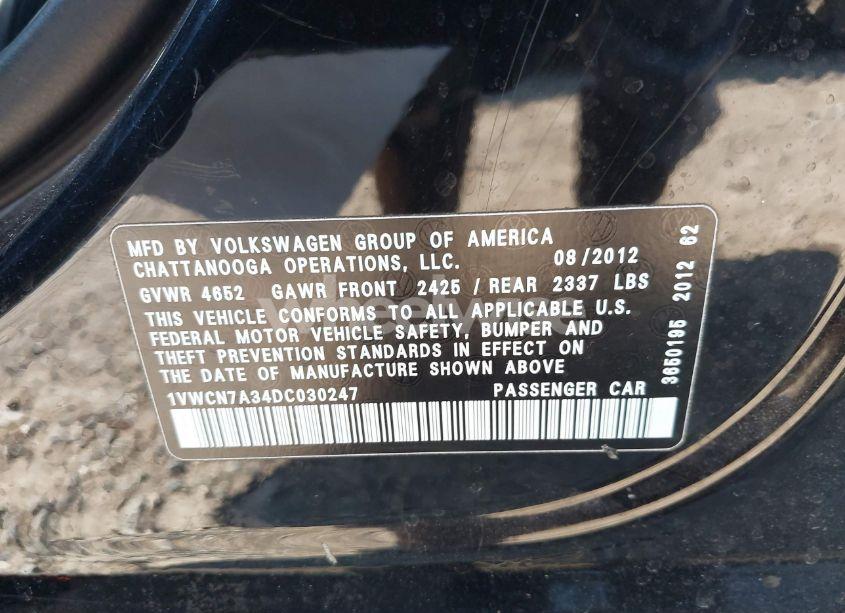 MFD BY VOLKSWAGEN GROUP OF AMERICA
CHATTANOOGA OPERATIONS, LLC. 08/2012
GVWR 4652 GAWR FRONT 2425 / REAR 2337 LBS
THIS VEHICLE CONFORMS TO ALL APPLICABLE U.S.
FEDERAL MOTOR VEHICLE SAFETY, BUMPER AND
THEFT PREVENTION STANDARDS IN EFFECT ON
THE DATE OF MANUFACTURE SHOWN ABOVE
1VWCN7A34DC030247 PASSENGER CAR
3650195 2012 62